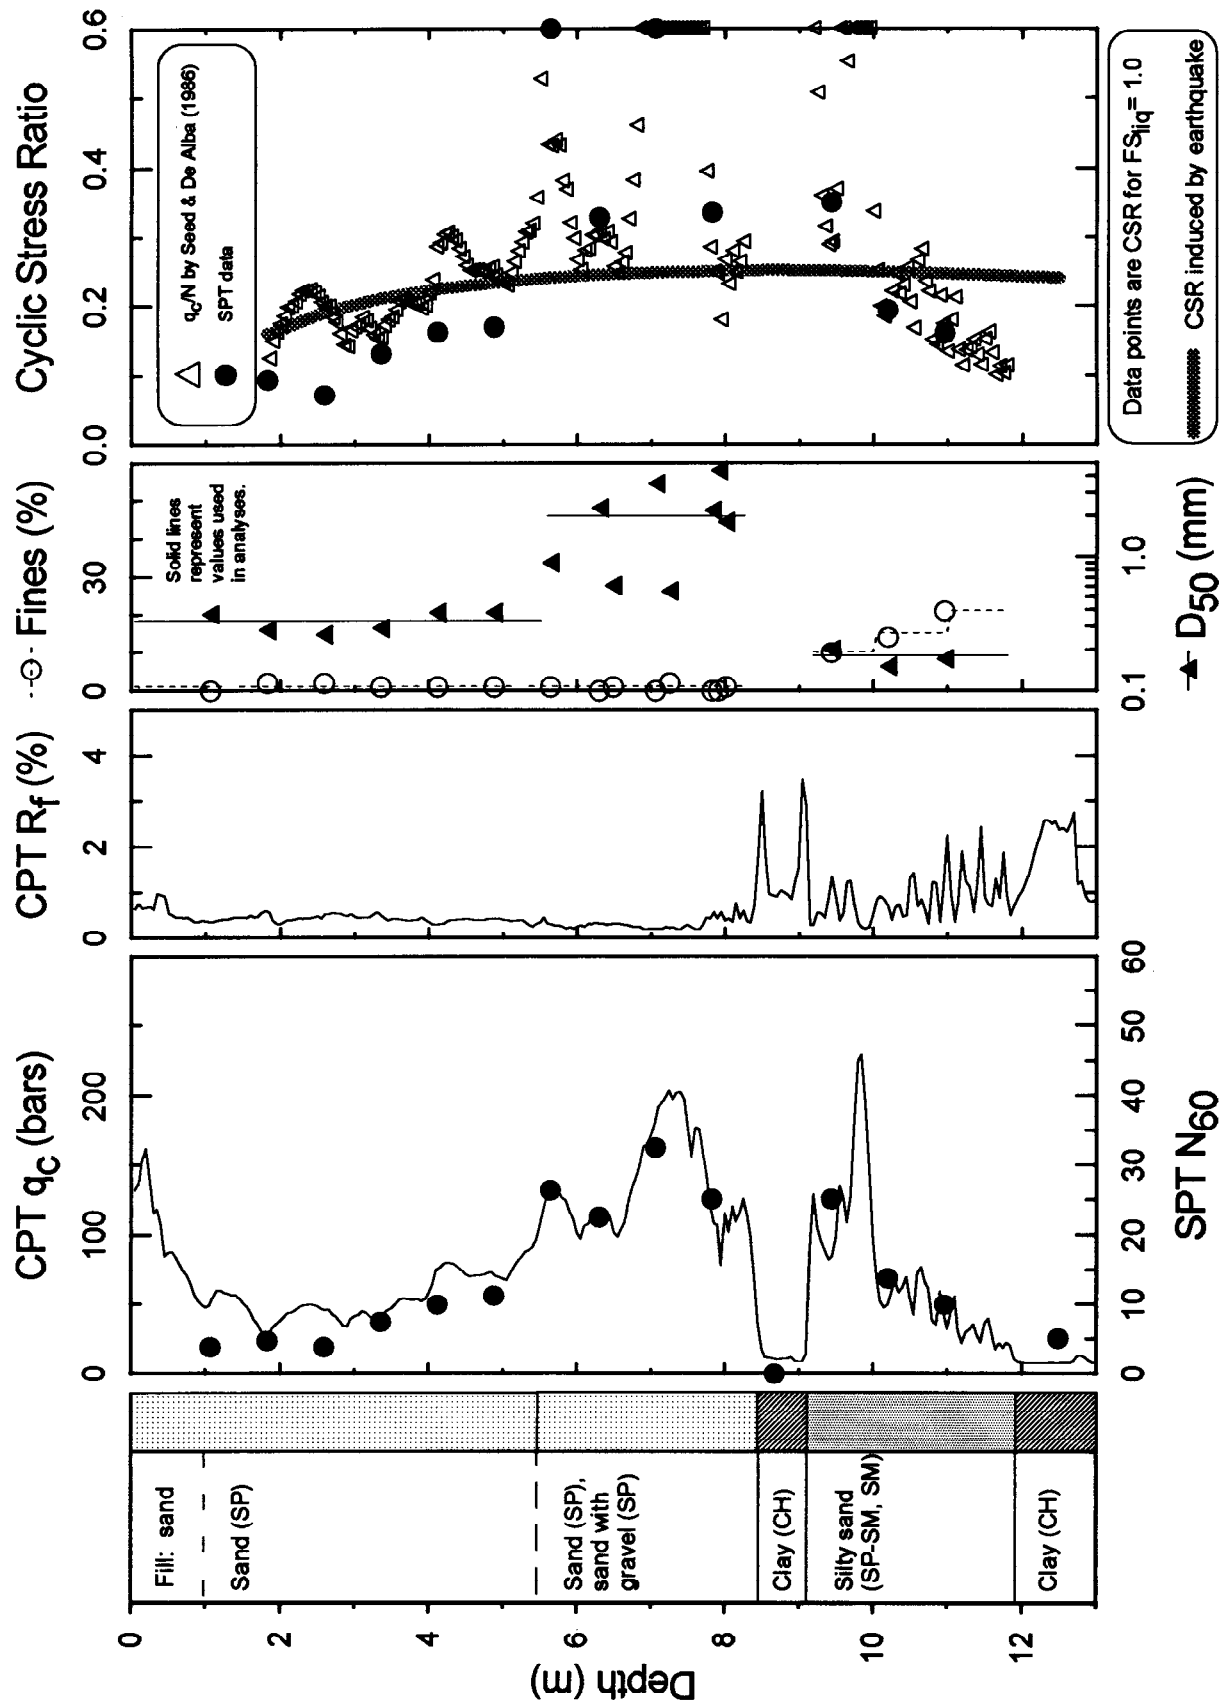 Depth (m)
0
2
4
6
8
10
12
Fill: sand
Sand (SP)
Sand (SP),
sand with
gravel (SP)
Clay (CH)
Silty sand
(SP-SM, SM)
Clay (CH)
CPT qc (bars)
0
100
200
SPT N60
0
10
20
30
40
50
60
CPT Rf (%)
0
2
4
Fines (%)
0
30
D50 (mm)
0.1
1.0
Solid lines
represent
values used
in analyses.
Cyclic Stress Ratio
0.0
0.2
0.4
0.6
qc/N by Seed & De Alba (1986)
SPT data
Data points are CSR for FSliq= 1.0
CSR induced by earthquake